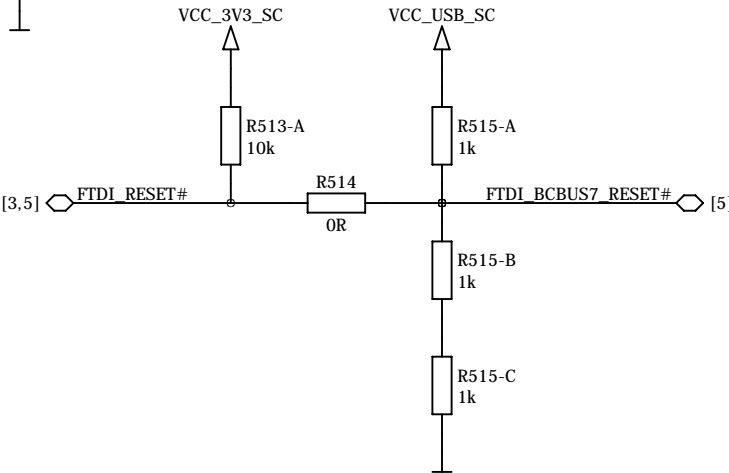 VCC_3V3_SC
VCC_USB_SC
R513-A
10k
R515-A
1k
[3,5]
FTDI_RESET#
R514
0R
FTDI_BCBUS7_RESET#
[5]
R515-B
1k
R515-C
1k